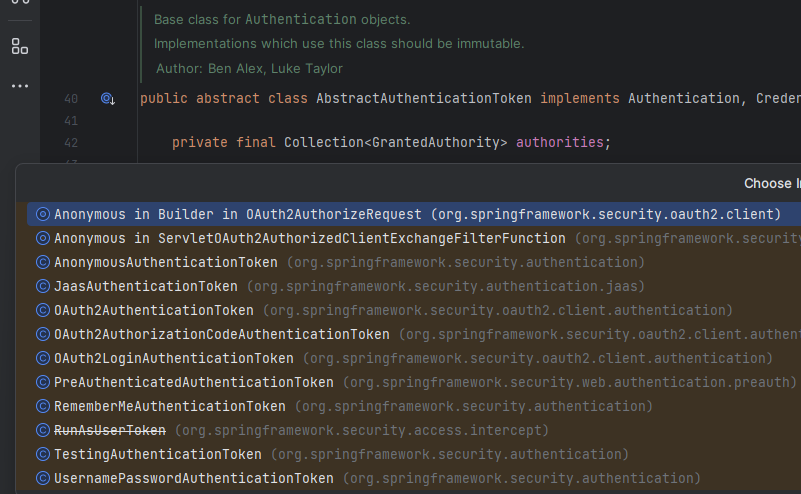 Base class for Authentication objects.
Implementations which use this class should be immutable.
Author: Ben Alex, Luke Taylor
40 public abstract class AbstractAuthenticationToken implements Authentication, Creden
41
42 private final Collection<GrantedAuthority> authorities;
Choose I
Anonymous in Builder in OAuth2AuthorizeRequest (org.springframework.security.oauth2.client)
Anonymous in ServletOAuth2AuthorizedClientExchangeFilterFunction (org.springframework.security
AnonymousAuthenticationToken (org.springframework.security.authentication)
JaasAuthenticationToken (org.springframework.security.authentication.jaas)
OAuth2AuthenticationToken (org.springframework.security.oauth2.client.authentication)
OAuth2AuthorizationCodeAuthenticationToken (org.springframework.security.oauth2.client.authent
OAuth2LoginAuthenticationToken (org.springframework.security.oauth2.client.authentication)
PreAuthenticatedAuthenticationToken (org.springframework.security.web.authentication.preauth)
RememberMeAuthenticationToken (org.springframework.security.authentication)
RunAsUserToken (org.springframework.security.access.intercept)
TestingAuthenticationToken (org.springframework.security.authentication)
UsernamePasswordAuthenticationToken (org.springframework.security.authentication)